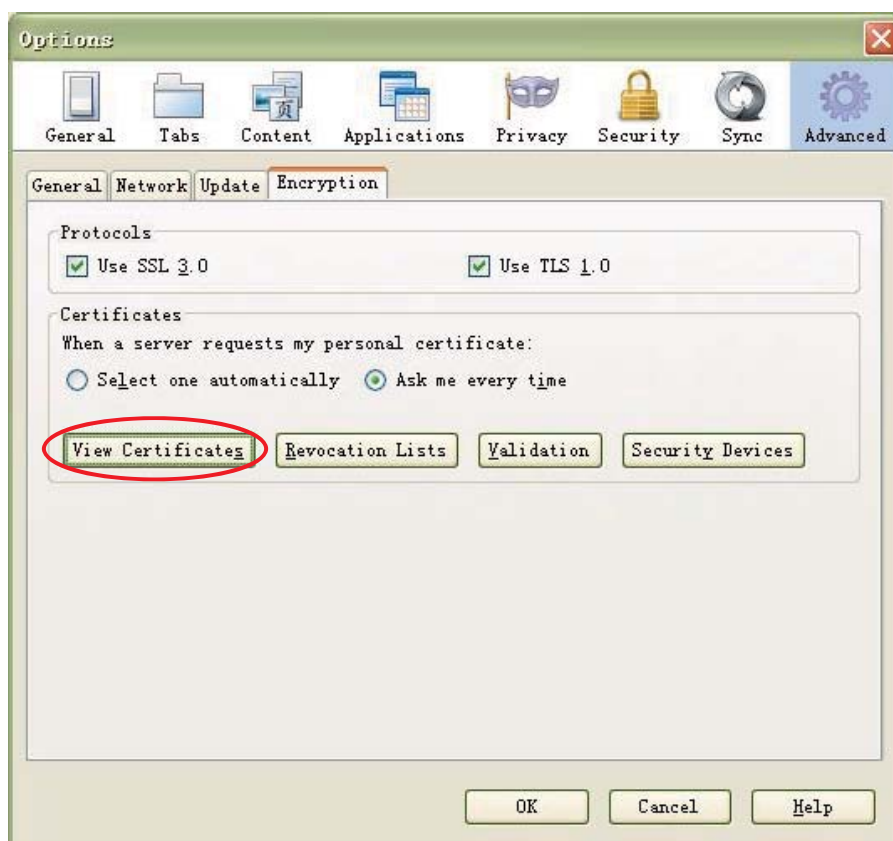 Options
General Tabs Content Applications Privacy Security Sync Advanced
页
General Network Update Encryption
Protocols
Use SSL 3.0 Use TLS 1.0
Certificates
When a server requests my personal certificate:
Select one automatically Ask me every time
View Certificates Revocation Lists Validation Security Devices
OK Cancel Help